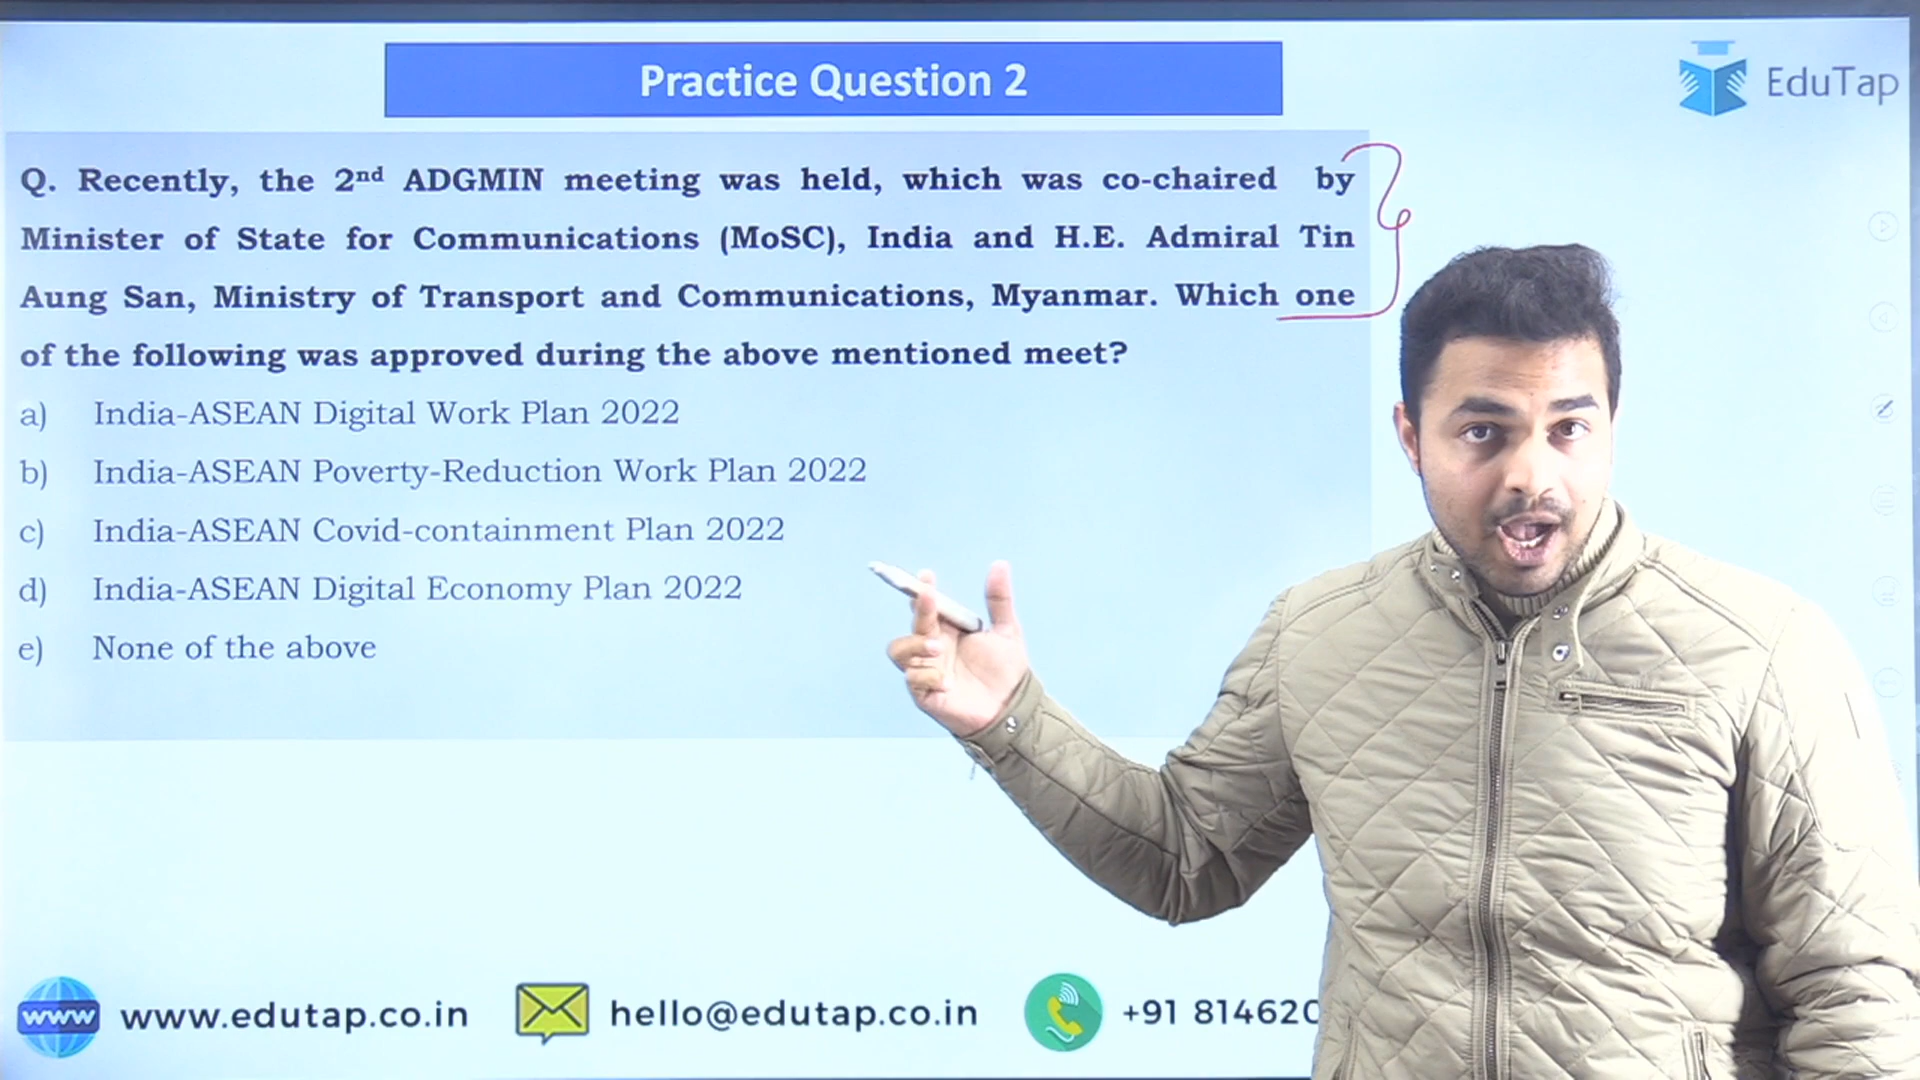 Practice Question 2
EduTap
Q. Recently, the 2nd ADGMIN meeting was held, which was co-chaired by
Minister of State for Communications (MoSC), India and H.E. Admiral Tin
Aung San, Ministry of Transport and Communications, Myanmar. Which one
of the following was approved during the above mentioned meet?
a) India-ASEAN Digital Work Plan 2022
b) India-ASEAN Poverty-Reduction Work Plan 2022
c) India-ASEAN Covid-containment Plan 2022
d) India-ASEAN Digital Economy Plan 2022
e) None of the above
www www.edutap.co.in hello@edutap.co.in +91 814620